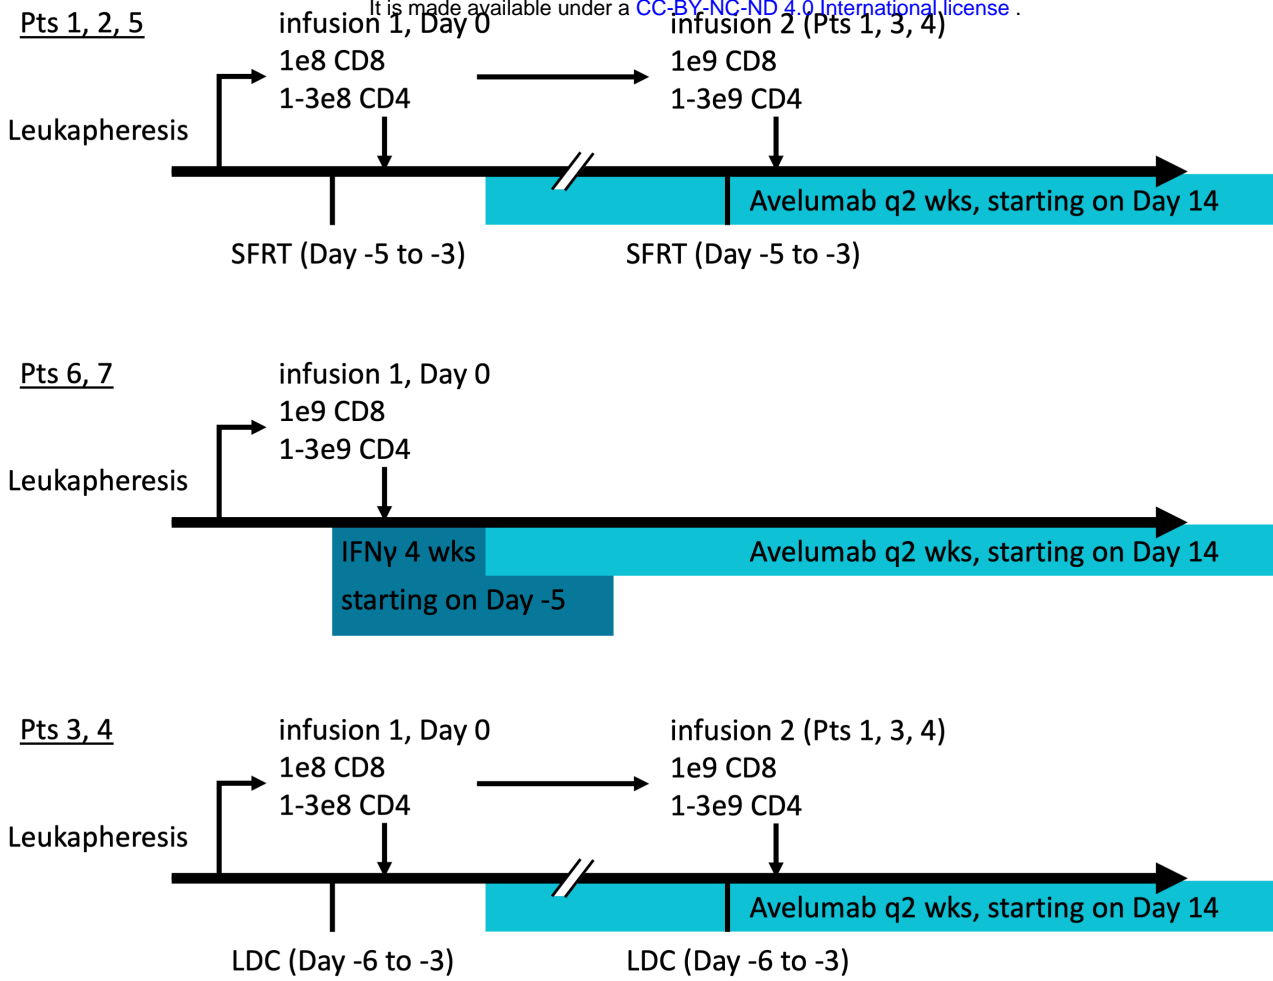 It is made available under a CC-BY-NC-ND 4.0 International license .
Pts 1, 2, 5
infusion 1, Day 0
1e8 CD8
1-3e8 CD4
infusion 2 (Pts 1, 3, 4)
1e9 CD8
1-3e9 CD4
Leukapheresis
Avelumab q2 wks, starting on Day 14
SFRT (Day -5 to -3)
SFRT (Day -5 to -3)
Pts 6, 7
infusion 1, Day 0
1e9 CD8
1-3e9 CD4
Leukapheresis
IFNγ 4 wks
starting on Day -5
Avelumab q2 wks, starting on Day 14
Pts 3, 4
infusion 1, Day 0
1e8 CD8
1-3e8 CD4
infusion 2 (Pts 1, 3, 4)
1e9 CD8
1-3e9 CD4
Leukapheresis
Avelumab q2 wks, starting on Day 14
LDC (Day -6 to -3)
LDC (Day -6 to -3)